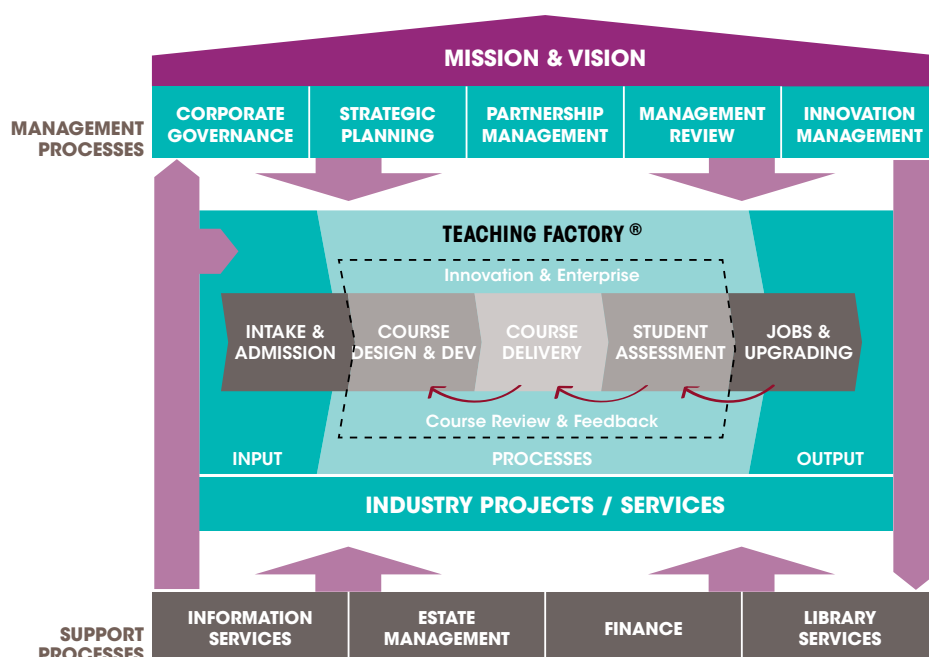 MISSION & VISION
MANAGEMENT
PROCESSES
CORPORATE
GOVERNANCE
STRATEGIC
PLANNING
PARTNERSHIP
MANAGEMENT
MANAGEMENT
REVIEW
INNOVATION
MANAGEMENT
TEACHING FACTORY ®
Innovation & Enterprise
INTAKE &
ADMISSION
COURSE
DESIGN & DEV
COURSE
DELIVERY
STUDENT
ASSESSMENT
JOBS &
UPGRADING
Course Review & Feedback
INPUT
PROCESSES
OUTPUT
INDUSTRY PROJECTS / SERVICES
SUPPORT
PROCESSES
INFORMATION
SERVICES
ESTATE
MANAGEMENT
FINANCE
LIBRARY
SERVICES